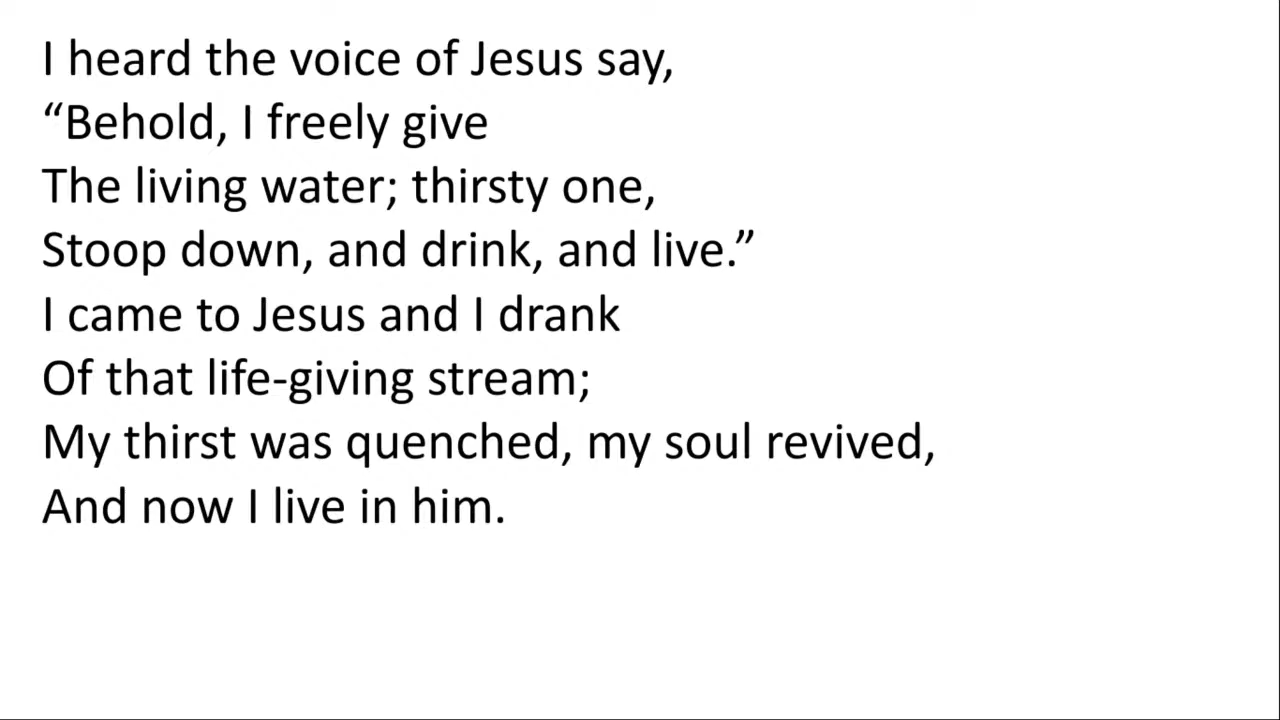 I heard the voice of Jesus say,
“Behold, I freely give
The living water; thirsty one,
Stoop down, and drink, and live.”
I came to Jesus and I drank
Of that life-giving stream;
My thirst was quenched, my soul revived,
And now I live in him.